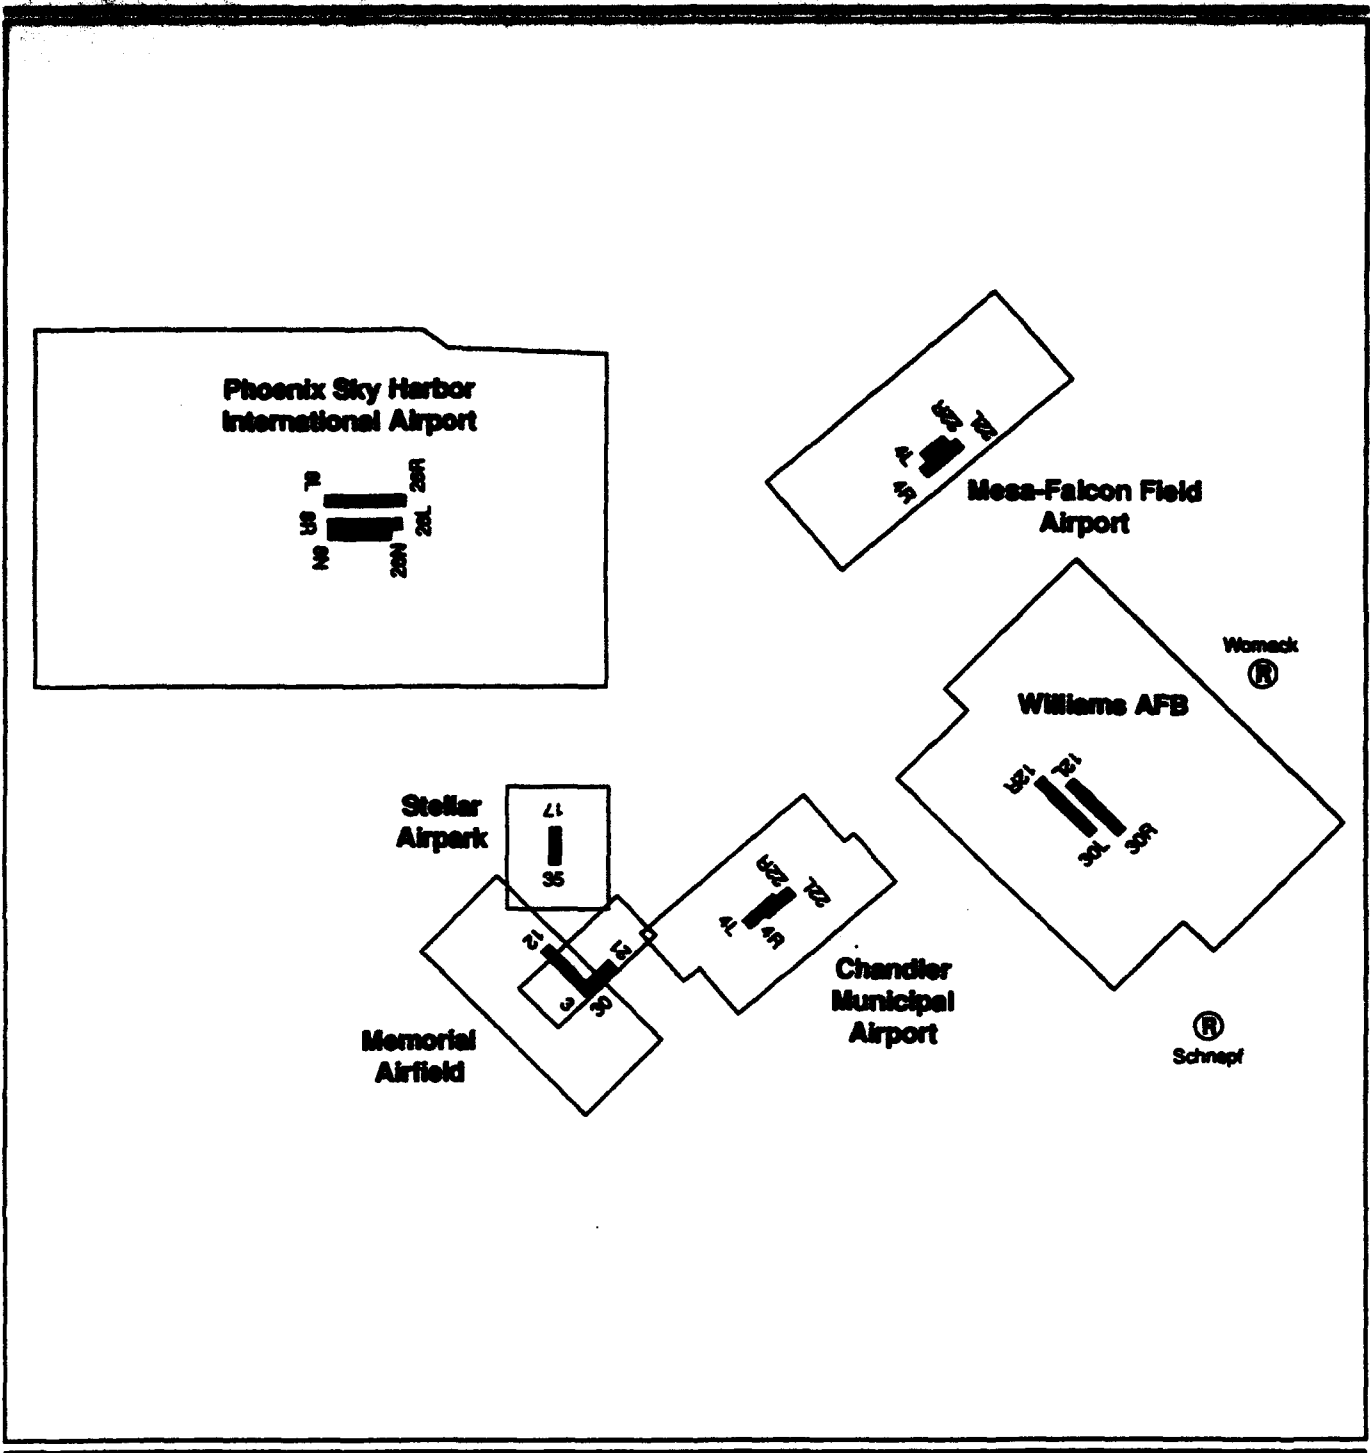 Phoenix Sky Harbor
International Airport
8L
26R
8R
26L
8N
26N
22R
22L
4L
4R
Mesa-Falcon Field
Airport
Womack
R
Williams AFB
12R
12L
30L
30R
Stellar
Airpark
17
35
22R
22L
4L
4R
Chandler
Municipal
Airport
12
3
30
Memorial
Airfield
R
Schnepf